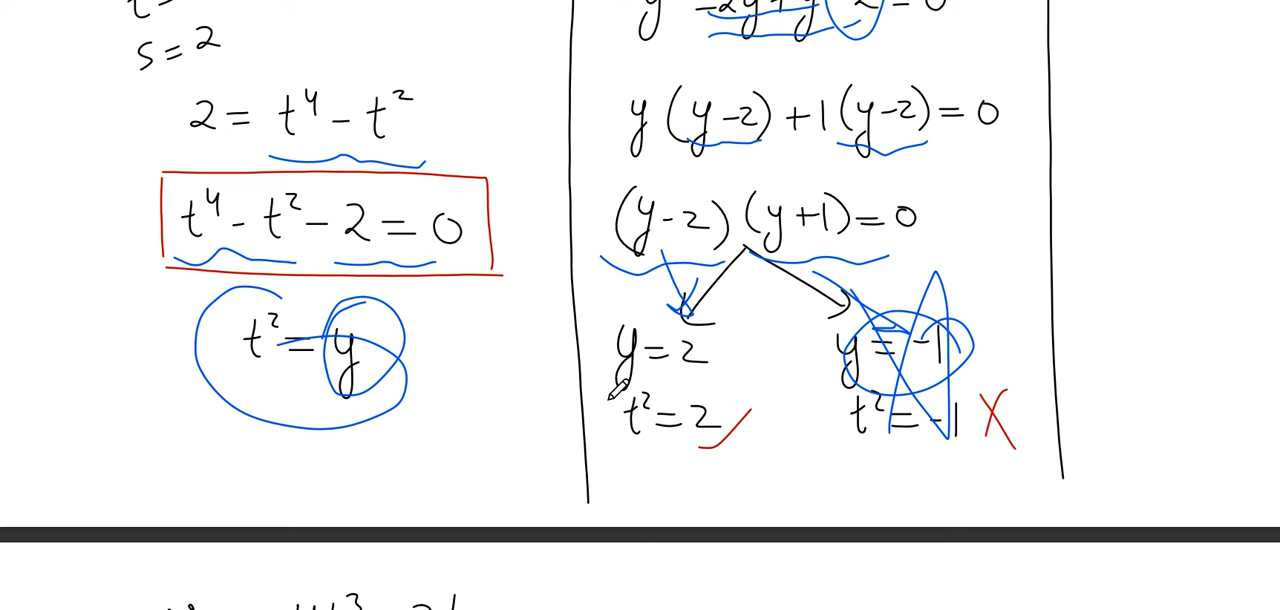 s = 2
2 = t⁴ - t²
t⁴ - t² - 2 = 0
t² = y
y (y-2) + 1 (y-2) = 0
(y-2) (y+1) = 0
y = 2
y = -1
t² = 2
t² = -1